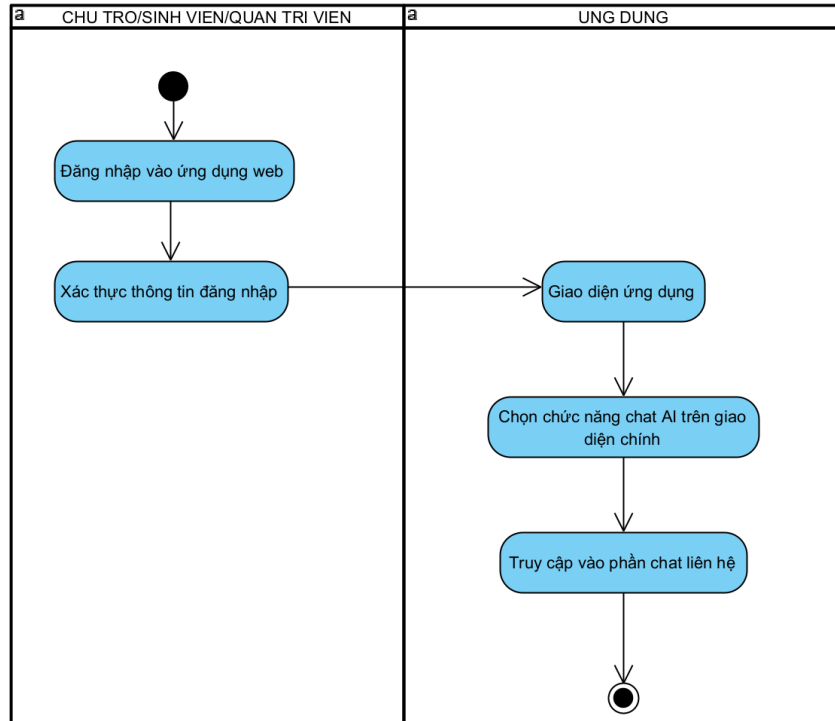 a CHU TRO/SINH VIEN/QUAN TRI VIEN
a UNG DUNG
Đăng nhập vào ứng dụng web
Xác thực thông tin đăng nhập
Giao diện ứng dụng
Chọn chức năng chat AI trên giao
diện chính
Truy cập vào phần chat liên hệ